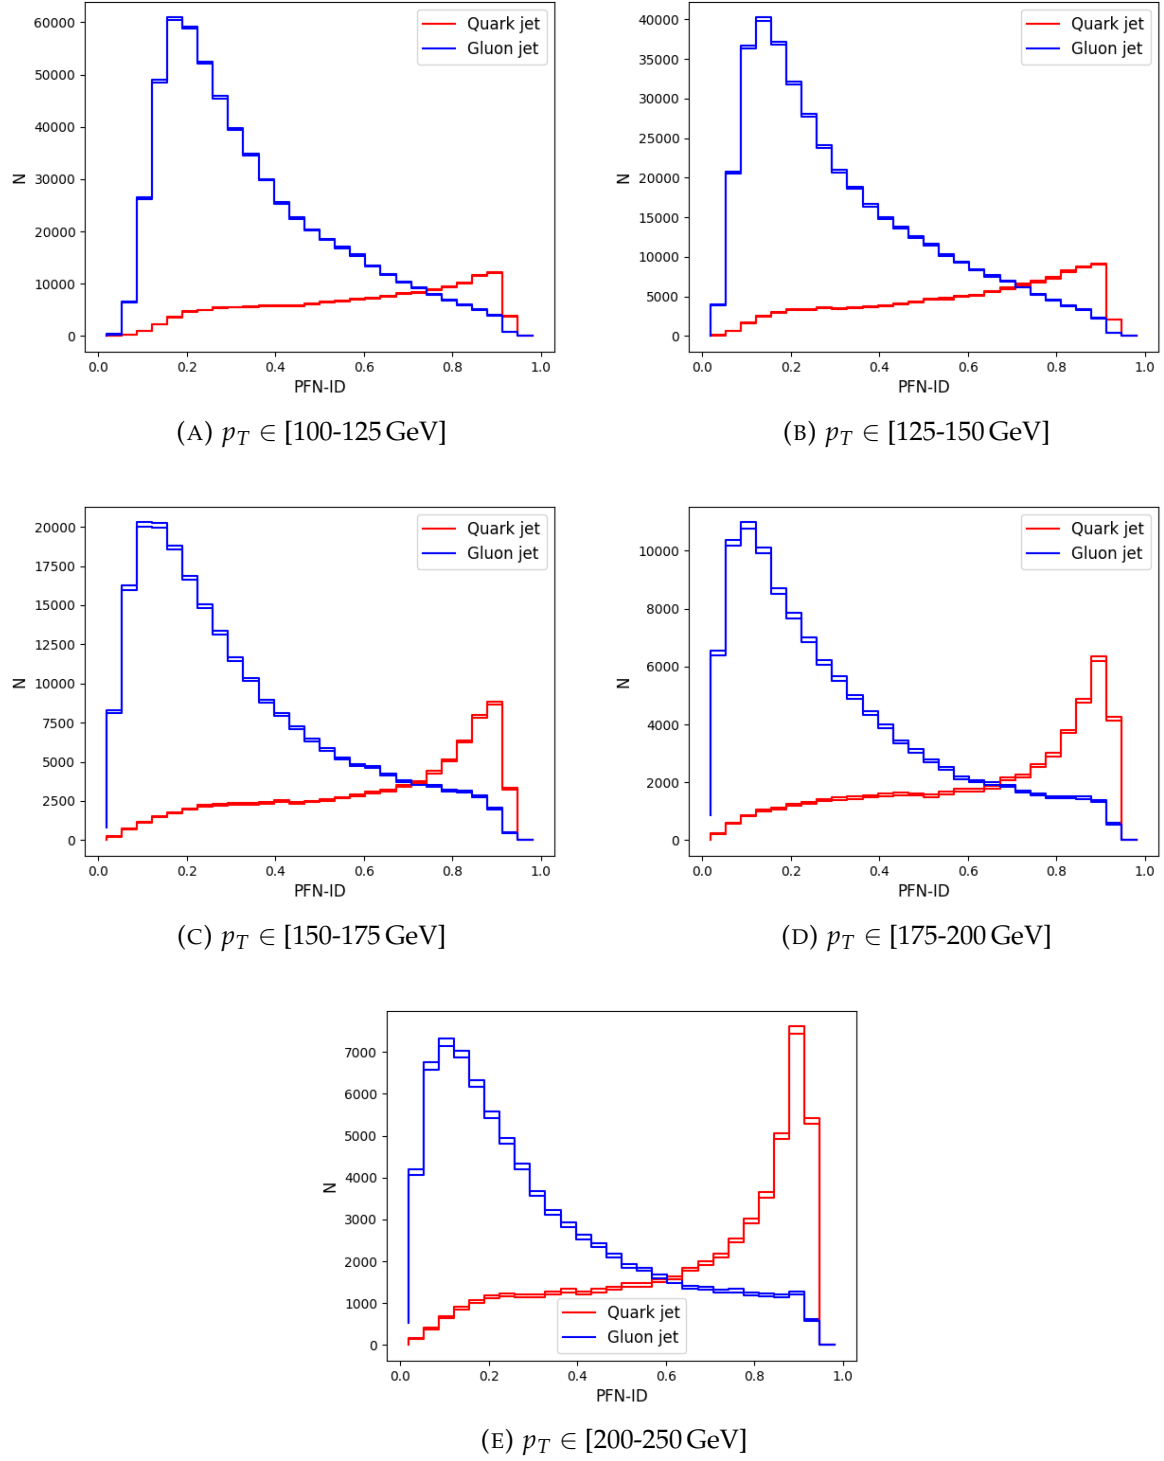 60000
50000
40000
30000
20000
10000
0
N
Quark jet
Gluon jet
0.0 0.2 0.4 0.6 0.8 1.0
PFN-ID
(A) p_T ∈ [100-125 GeV]
40000
35000
30000
25000
20000
15000
10000
5000
0
N
Quark jet
Gluon jet
0.0 0.2 0.4 0.6 0.8 1.0
PFN-ID
(B) p_T ∈ [125-150 GeV]
20000
17500
15000
12500
10000
7500
5000
2500
0
N
Quark jet
Gluon jet
0.0 0.2 0.4 0.6 0.8 1.0
PFN-ID
(C) p_T ∈ [150-175 GeV]
10000
8000
6000
4000
2000
0
N
Quark jet
Gluon jet
0.0 0.2 0.4 0.6 0.8 1.0
PFN-ID
(D) p_T ∈ [175-200 GeV]
7000
6000
5000
4000
3000
2000
1000
0
N
Quark jet
Gluon jet
0.0 0.2 0.4 0.6 0.8 1.0
PFN-ID
(E) p_T ∈ [200-250 GeV]